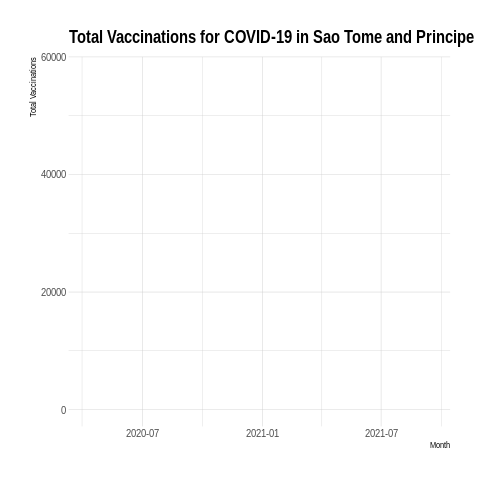 Total Vaccinations for COVID-19 in Sao Tome and Principe
Total Vaccinations
60000
40000
20000
0
2020-07 2021-01 2021-07
Month